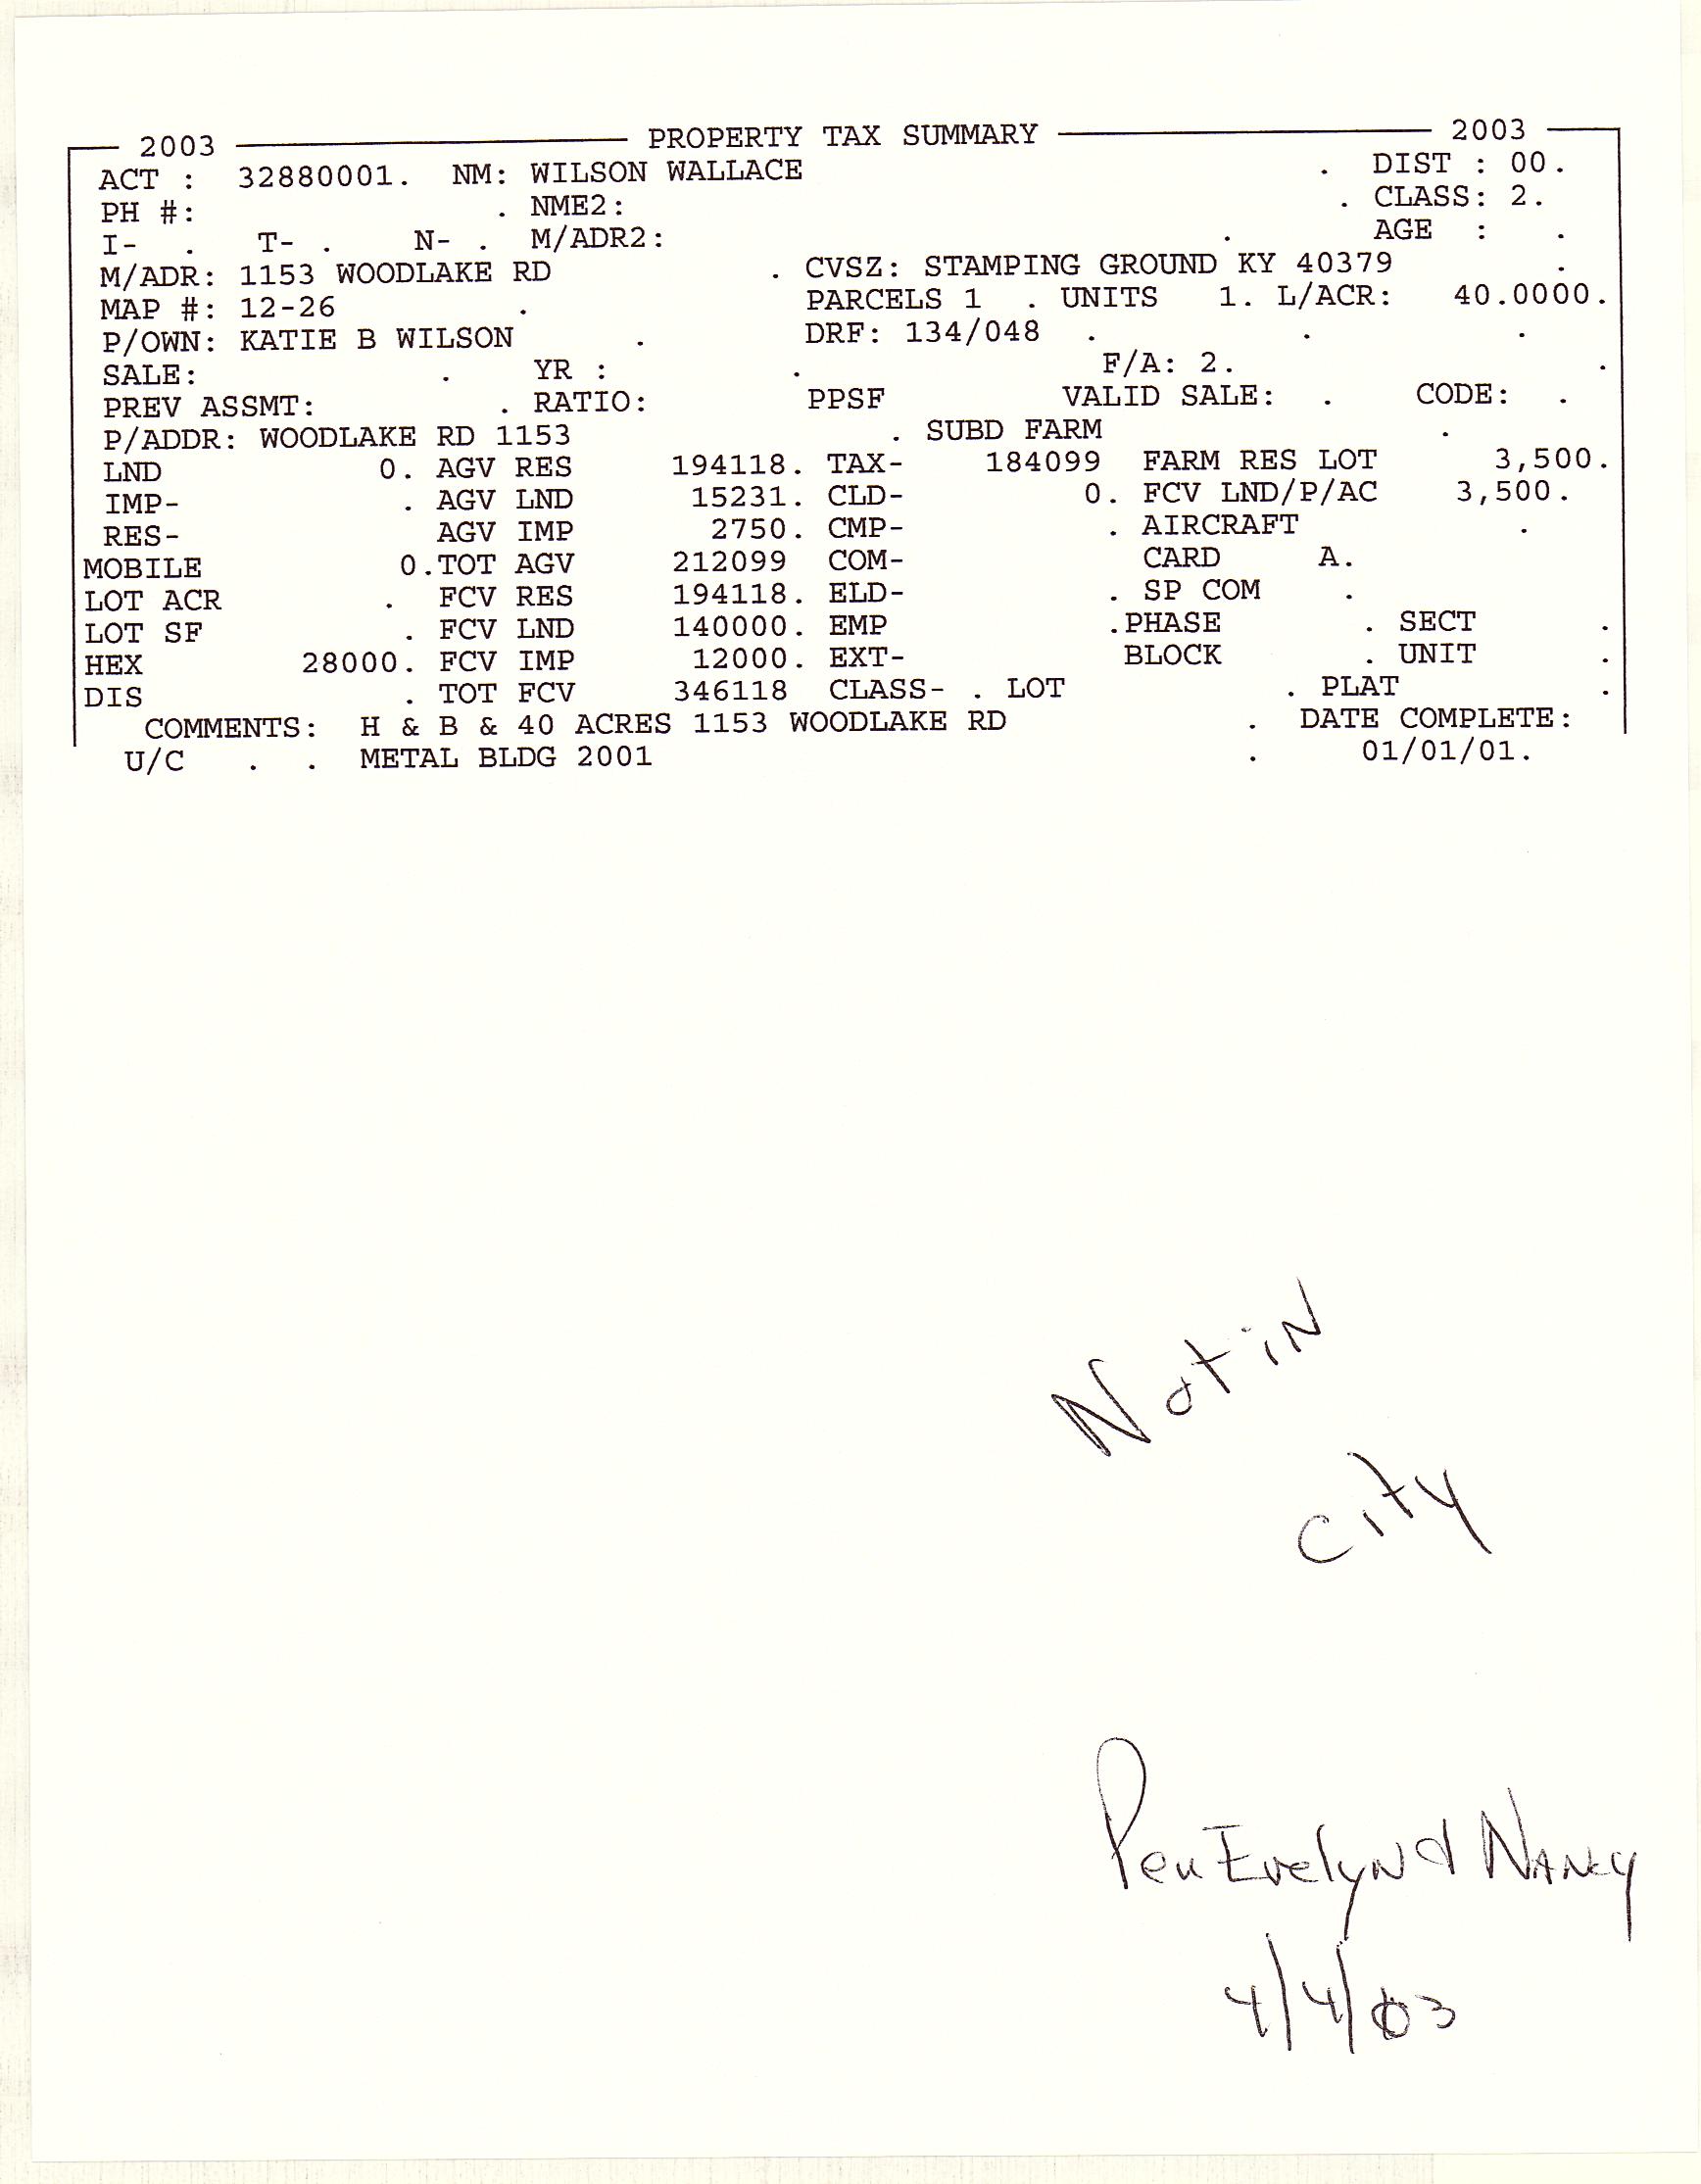 2003 PROPERTY TAX SUMMARY 2003
ACT : 32880001. NM: WILSON WALLACE . DIST : 00.
PH #: . NME2: . CLASS: 2.
I- . T- . N- . M/ADR2: . AGE : .
M/ADR: 1153 WOODLAKE RD . CVSZ: STAMPING GROUND KY 40379 .
MAP #: 12-26 . PARCELS 1 . UNITS 1. L/ACR: 40.0000.
P/OWN: KATIE B WILSON . DRF: 134/048 . . .
SALE: . YR : . F/A: 2. .
PREV ASSMT: . RATIO: PPSF VALID SALE: . CODE: .
P/ADDR: WOODLAKE RD 1153 . SUBD FARM .
LND 0. AGV RES 194118. TAX- 184099 FARM RES LOT 3,500.
IMP- . AGV LND 15231. CLD- 0. FCV LND/P/AC 3,500.
RES- AGV IMP 2750. CMP- . AIRCRAFT .
MOBILE 0.TOT AGV 212099 COM- CARD A.
LOT ACR . FCV RES 194118. ELD- . SP COM .
LOT SF . FCV LND 140000. EMP .PHASE . SECT .
HEX 28000. FCV IMP 12000. EXT- BLOCK . UNIT .
DIS . TOT FCV 346118 CLASS- . LOT . PLAT .
COMMENTS: H & B & 40 ACRES 1153 WOODLAKE RD . DATE COMPLETE:
U/C . . METAL BLDG 2001 . 01/01/01.
Not iN
city
Evelyn & NANcy
4/4/03